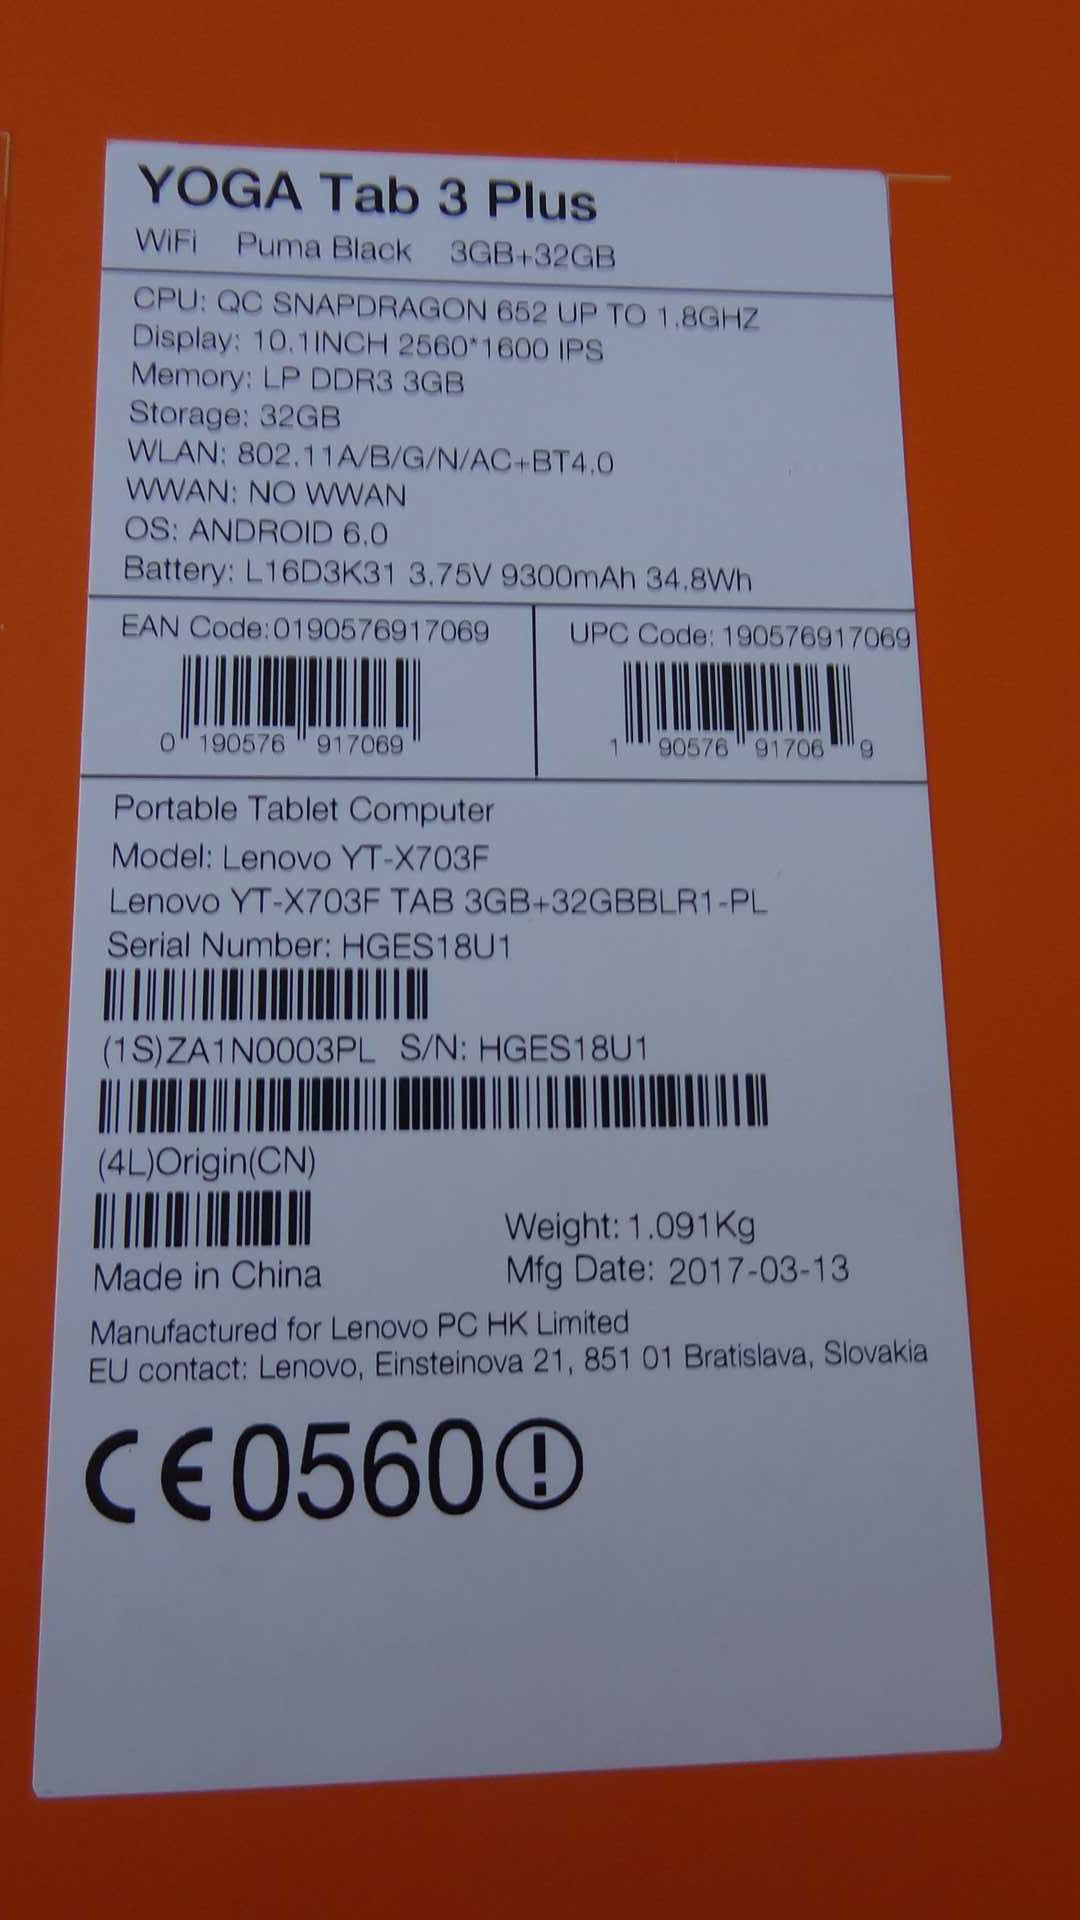 YOGA Tab 3 Plus
WiFi Puma Black 3GB+32GB
CPU: QC SNAPDRAGON 652 UP TO 1.8GHZ
Display: 10.1INCH 2560*1600 IPS
Memory: LP DDR3 3GB
Storage: 32GB
WLAN: 802.11A/B/G/N/AC+BT4.0
WWAN: NO WWAN
OS: ANDROID 6.0
Battery: L16D3K31 3.75V 9300mAh 34.8Wh
EAN Code:0190576917069
0 190576 917069
UPC Code: 190576917069
1 90576 91706 9
Portable Tablet Computer
Model: Lenovo YT-X703F
Lenovo YT-X703F TAB 3GB+32GBBLR1-PL
Serial Number: HGES18U1
(1S)ZA1N0003PL S/N: HGES18U1
(4L)Origin(CN)
Made in China
Weight: 1.091Kg
Mfg Date: 2017-03-13
Manufactured for Lenovo PC HK Limited
EU contact: Lenovo, Einsteinova 21, 851 01 Bratislava, Slovakia
CE0560!